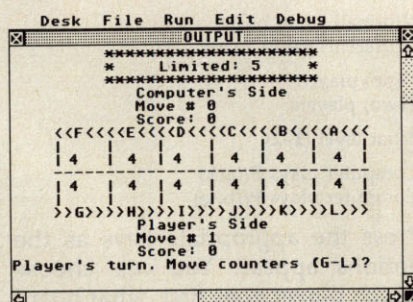 Desk File Run Edit Debug
OUTPUT
**********************
* Limited: 5 *
**********************
Computer's Side
Move # 0
Score: 0
<<F<<<<E<<<<D<<<<C<<<<B<<<<A<<<
| 4 | 4 | 4 | 4 | 4 | 4 |
-------------------------------
| 4 | 4 | 4 | 4 | 4 | 4 |
>>G>>>>H>>>>I>>>>J>>>>K>>>>L>>>
Player's Side
Move # 0
Score: 0
Player's turn. Move counters (G-L)?